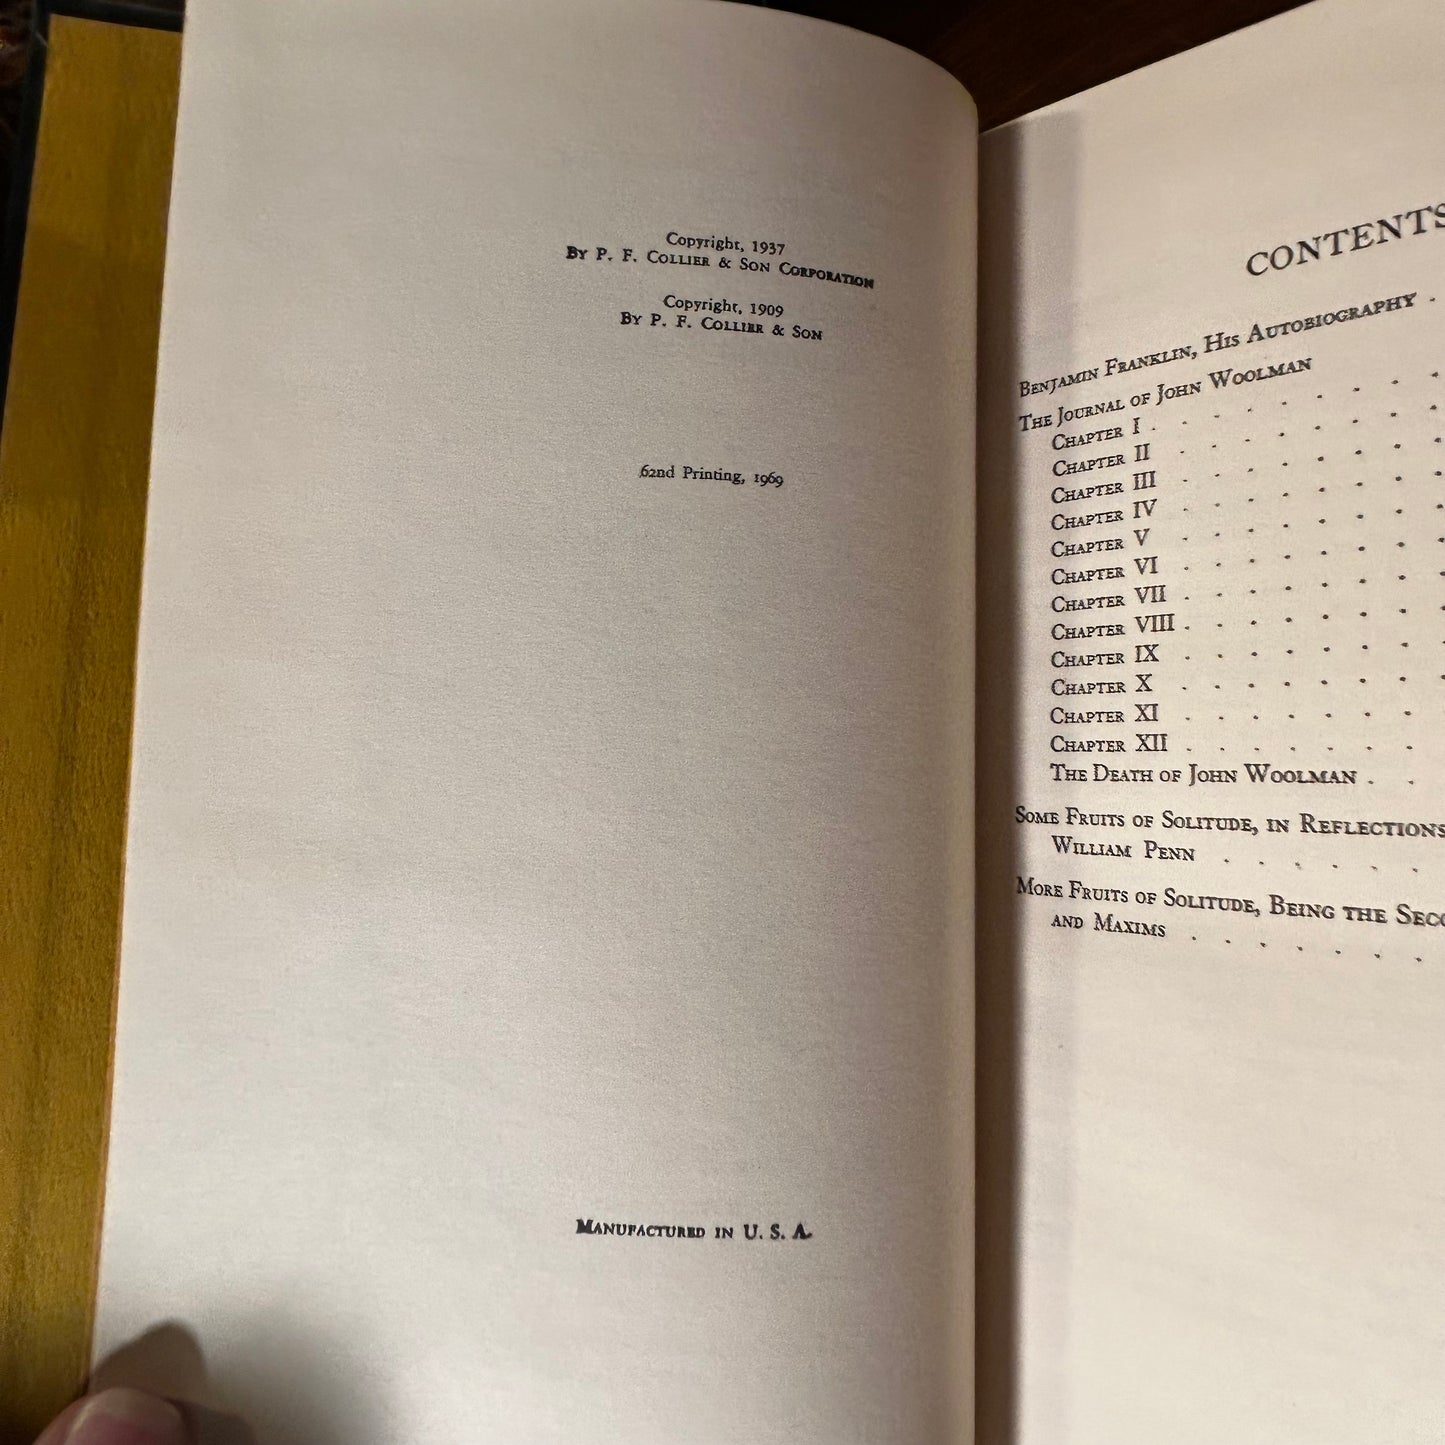 Copyright, 1937
By P. F. Collier & Son Corporation
Copyright, 1909
By P. F. Collier & Son
62nd Printing, 1969
Manufactured in U. S. A.
CONTENTS
Benjamin Franklin, His Autobiography .
The Journal of John Woolman
Chapter I . . . . . . . .
Chapter II . . . . . . . .
Chapter III . . . . . . . .
Chapter IV . . . . . . . .
Chapter V . . . . . . . .
Chapter VI . . . . . . . .
Chapter VII . . . . . . . .
Chapter VIII . . . . . . . .
Chapter IX . . . . . . . .
Chapter X . . . . . . . .
Chapter XI . . . . . . .
Chapter XII . . . . . . .
The Death of John Woolman . .
Some Fruits of Solitude, in Reflections
William Penn . . . . . .
More Fruits of Solitude, Being the
and Maxims . . . . . . .